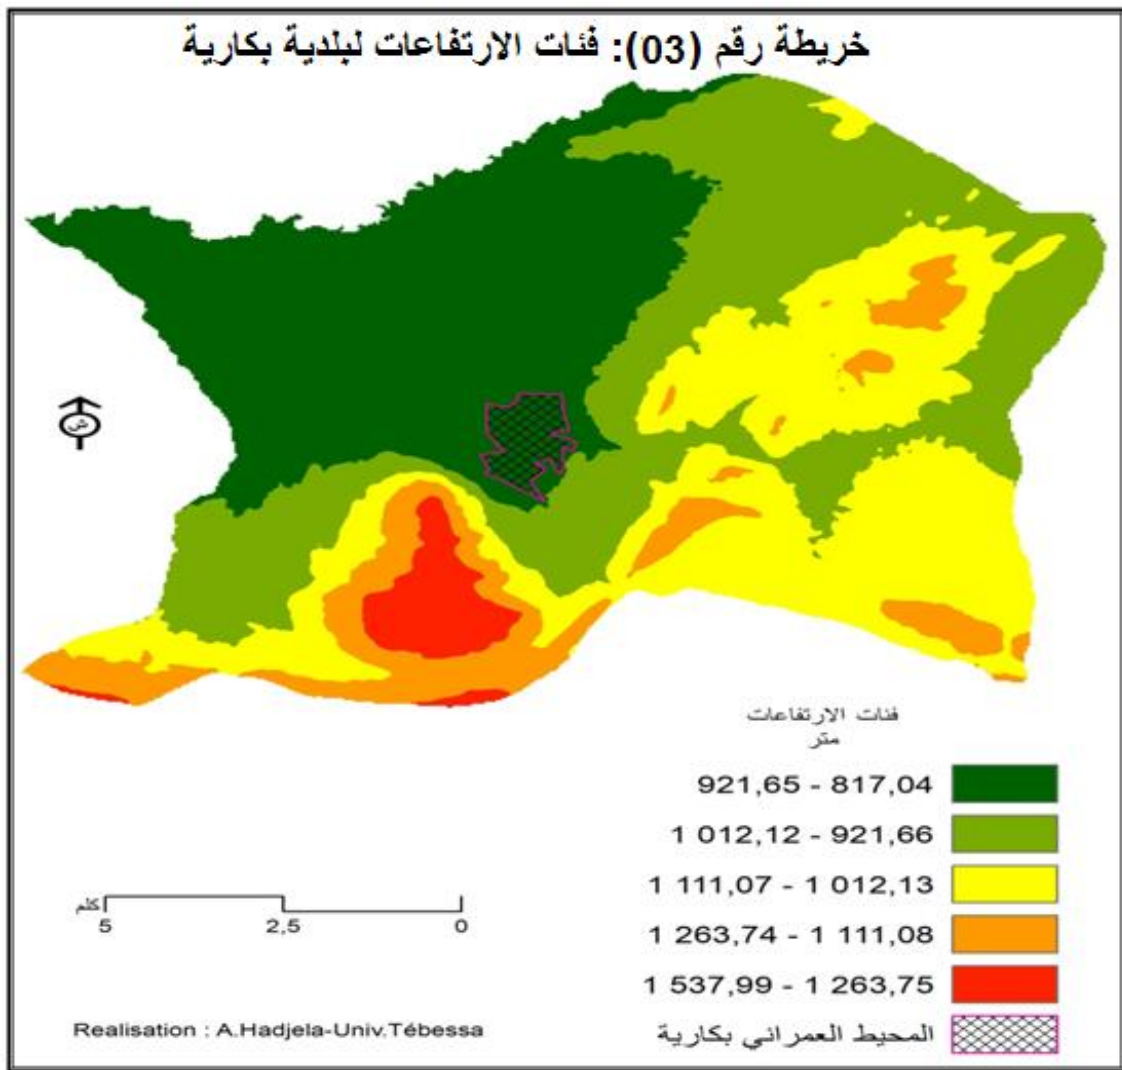 خريطة رقم (03): فئات الارتفاعات لبلدية بكارية
ش
فئات الارتفاعات
متر
921,65 - 817,04
1 012,12 - 921,66
1 111,07 - 1 012,13
1 263,74 - 1 111,08
1 537,99 - 1 263,75
المحيط العمراني بكارية
كلم
5 2,5 0
Realisation : A.Hadjela-Univ.Tébessa